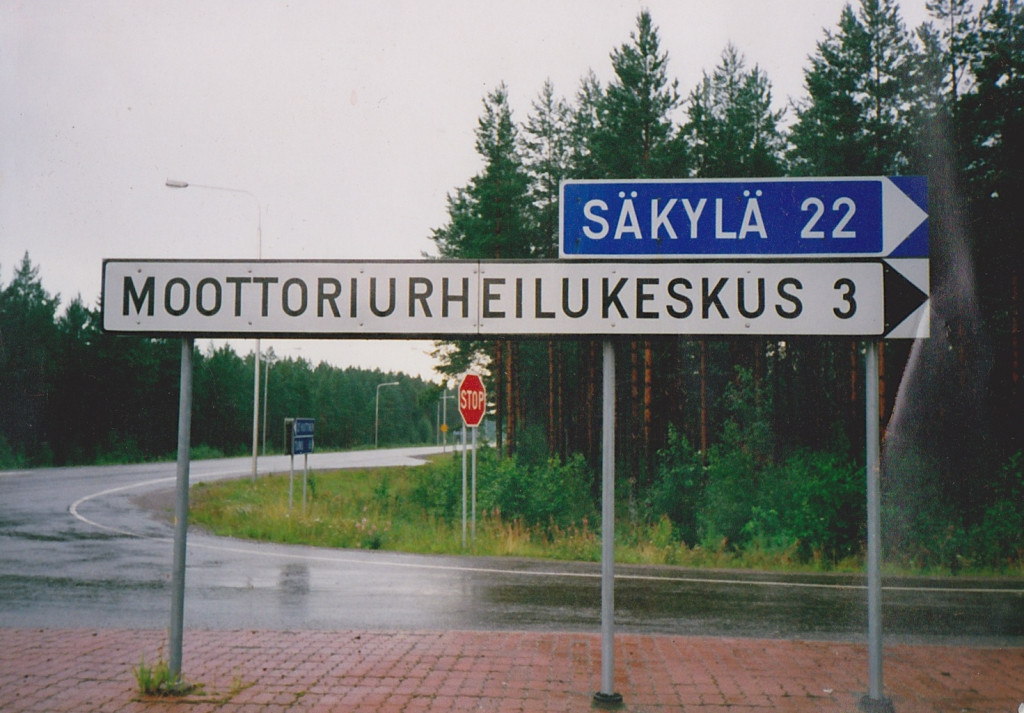 SÄKYLÄ 22
MOOTTORIURHEILUKESKUS 3
STOP